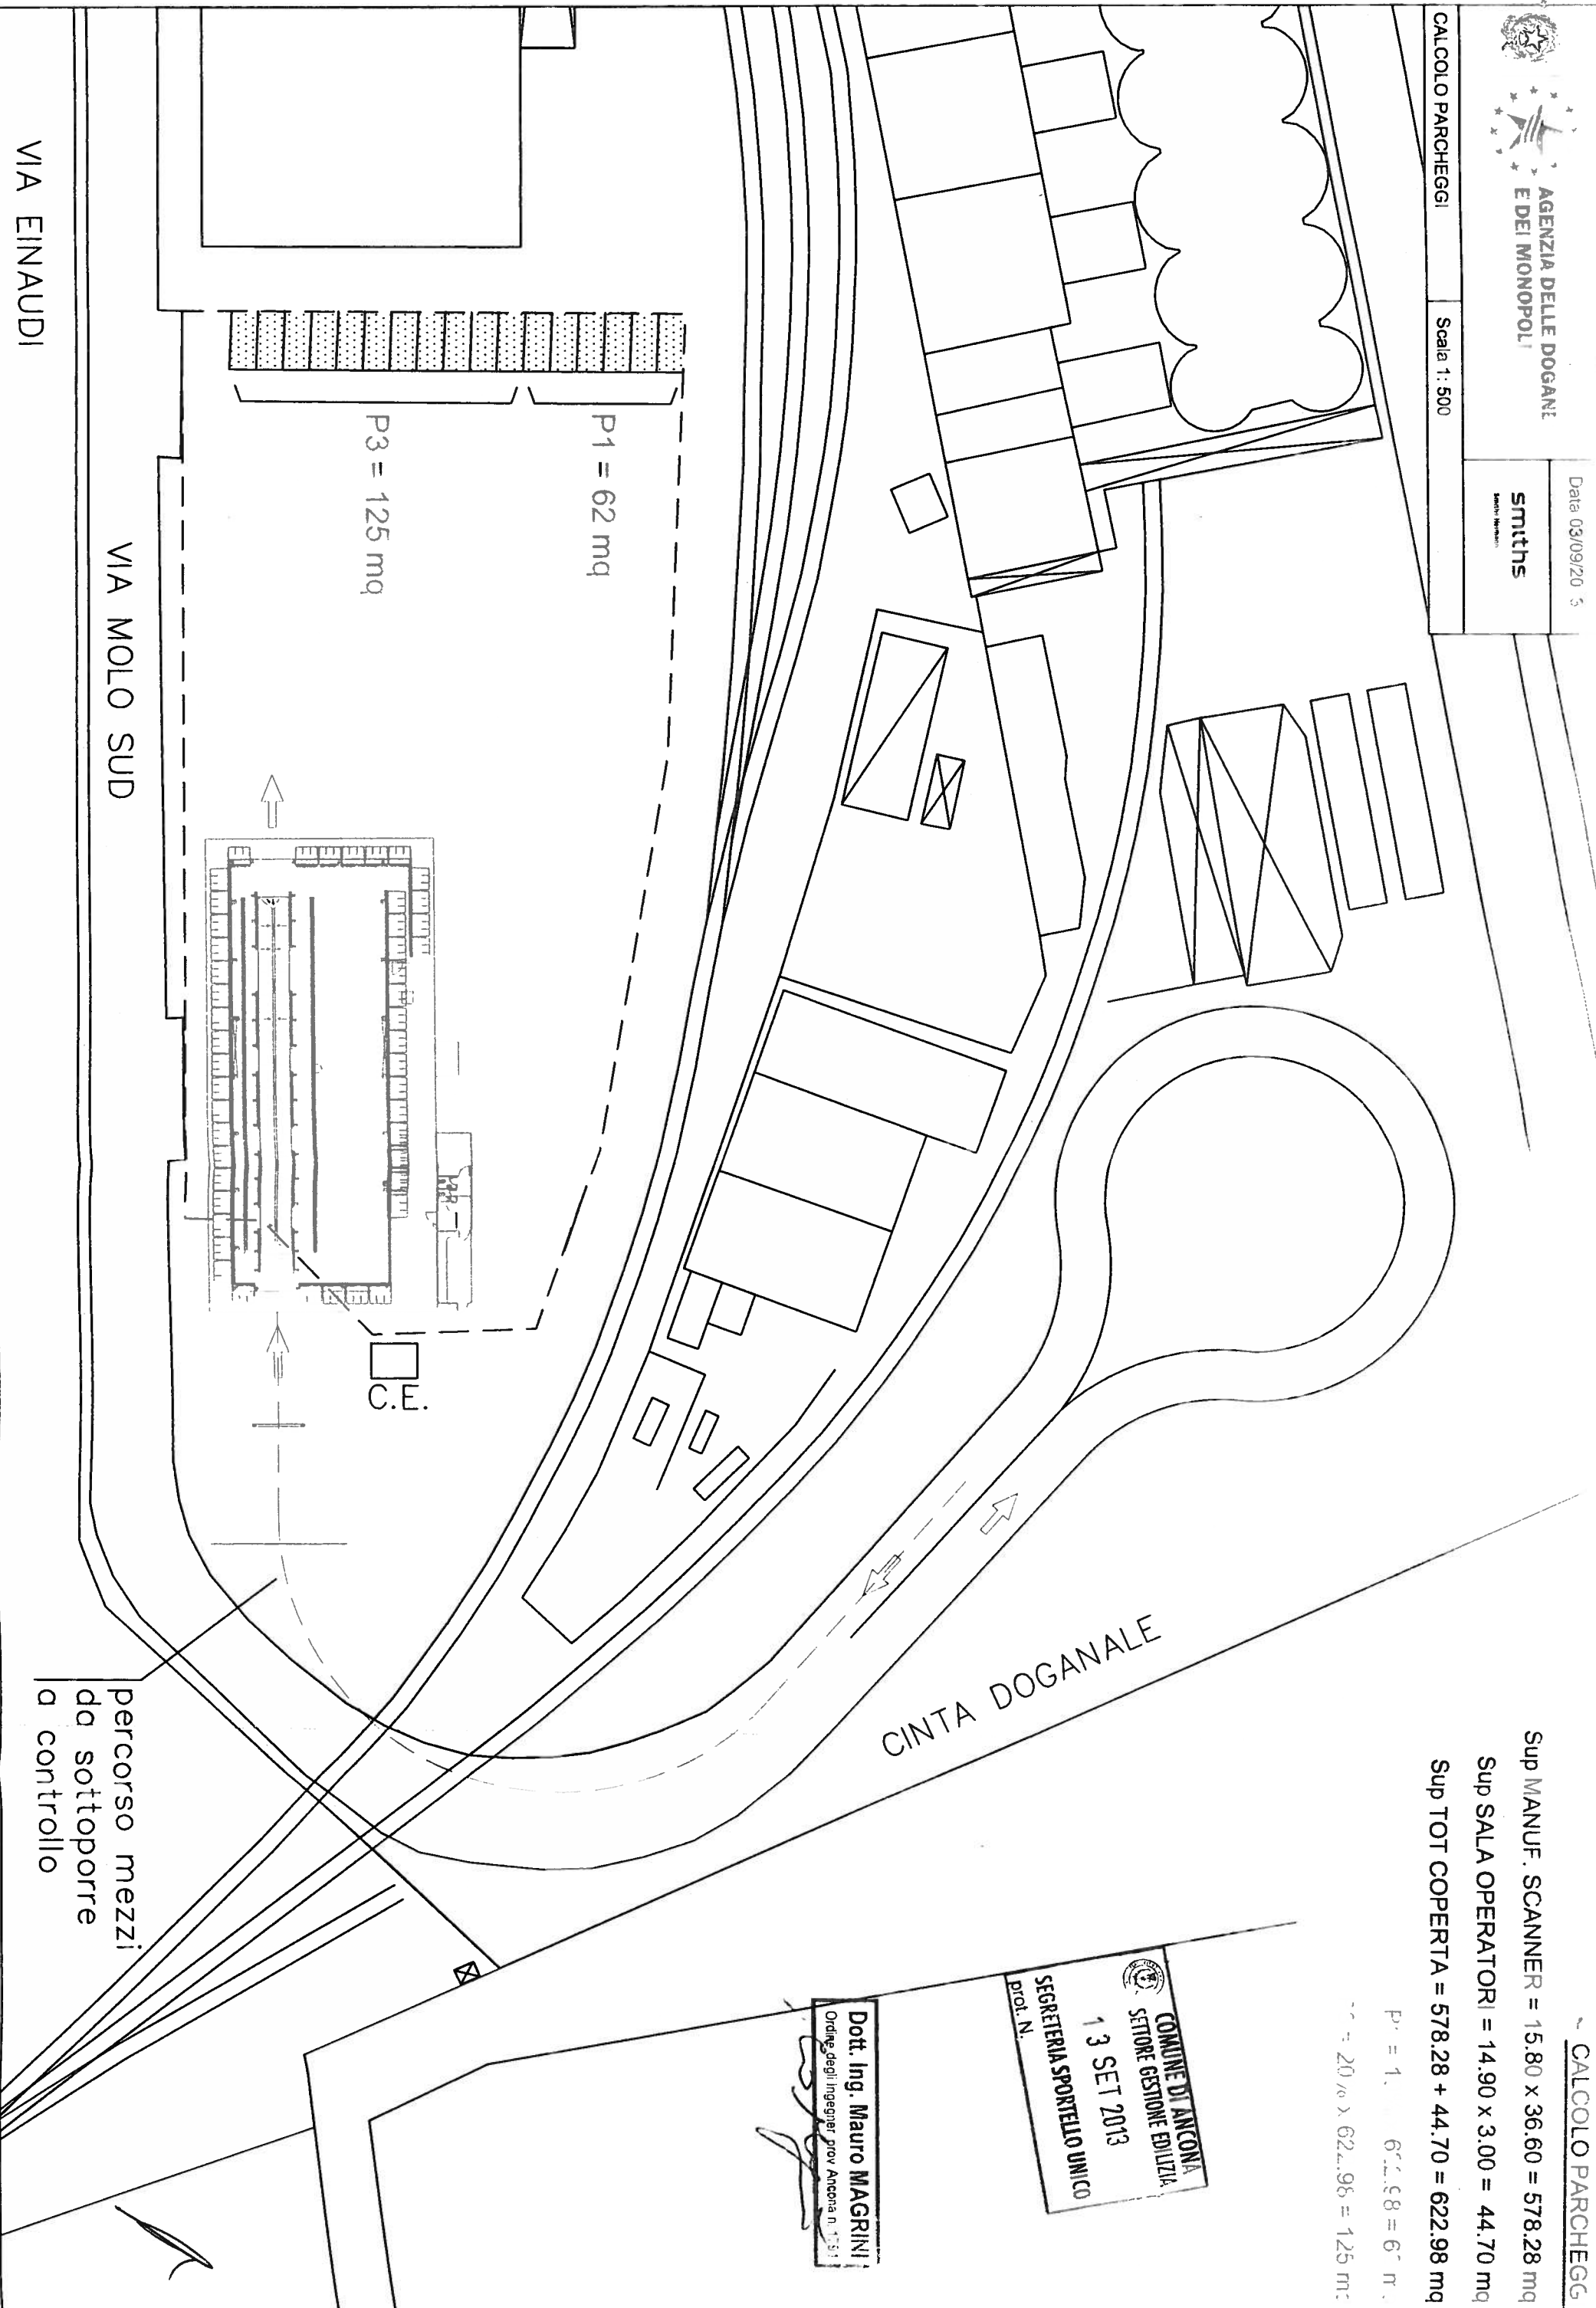 AGENZIA DELLE DOGANE
E DEI MONOPOLI
Data 03/09/20
smiths
CALCOLO PARCHEGGI
Scala 1: 500
CALCOLO PARCHEGG
Sup MANUF. SCANNER = 15.80 x 36.60 = 578.28 mq
Sup SALA OPERATORI = 14.90 x 3.00 = 44.70 mq
Sup TOT COPERTA = 578.28 + 44.70 = 622.98 mq
= 125
COMUNE DI ANCONA
SETTORE GESTIONE EDILIZIA
13 SET 2013
SEGRETERIA SPORTELLO UNICO
prot. N.
CINTA DOGANALE
Dott. Ing. Mauro MAGRINI
Ordine degli ingegneri prov Ancona n.
P1 = 62 mq
P3 = 125 mq
C.E.
VIA MOLO SUD
VIA EINAUDI
percorso mezzi
da sottoporre
a controllo